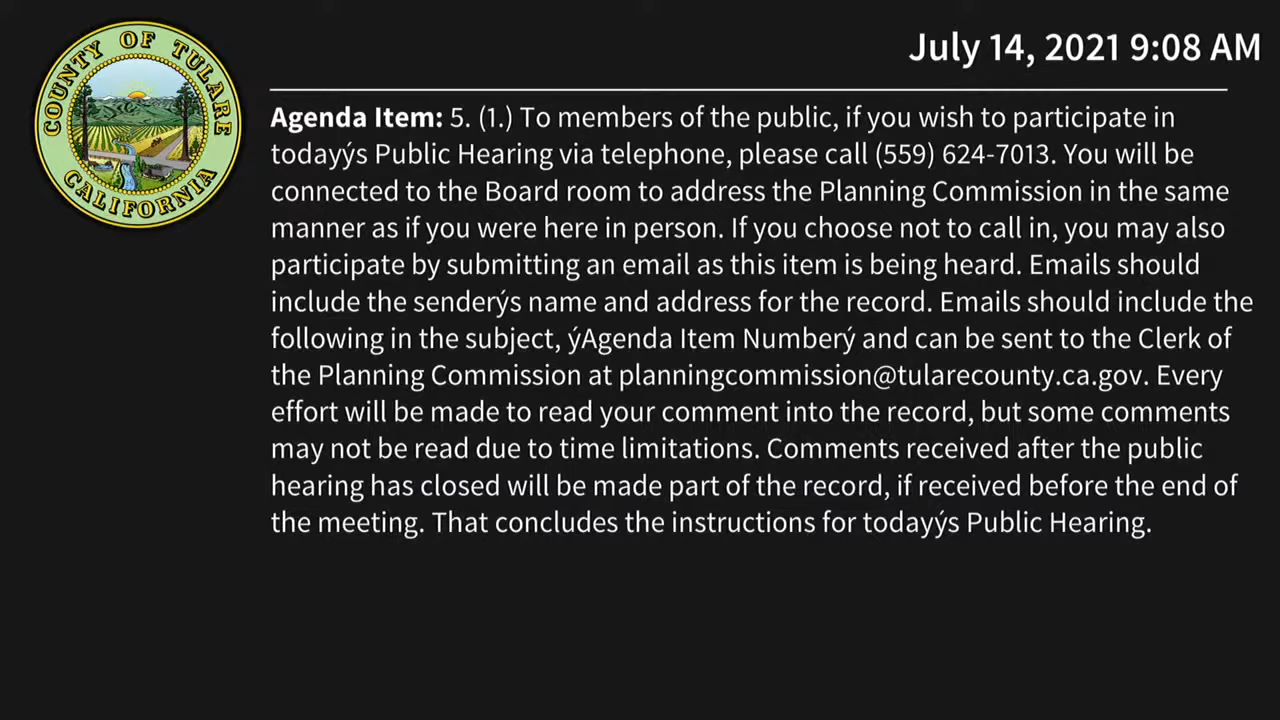 COUNTY OF TULARE
CALIFORNIA
July 14, 2021 9:08 AM
Agenda Item: 5. (1.) To members of the public, if you wish to participate in
todayýs Public Hearing via telephone, please call (559) 624-7013. You will be
connected to the Board room to address the Planning Commission in the same
manner as if you were here in person. If you choose not to call in, you may also
participate by submitting an email as this item is being heard. Emails should
include the senderýs name and address for the record. Emails should include the
following in the subject, ýAgenda Item Numberý and can be sent to the Clerk of
the Planning Commission at planningcommission@tularecounty.ca.gov. Every
effort will be made to read your comment into the record, but some comments
may not be read due to time limitations. Comments received after the public
hearing has closed will be made part of the record, if received before the end of
the meeting. That concludes the instructions for todayýs Public Hearing.